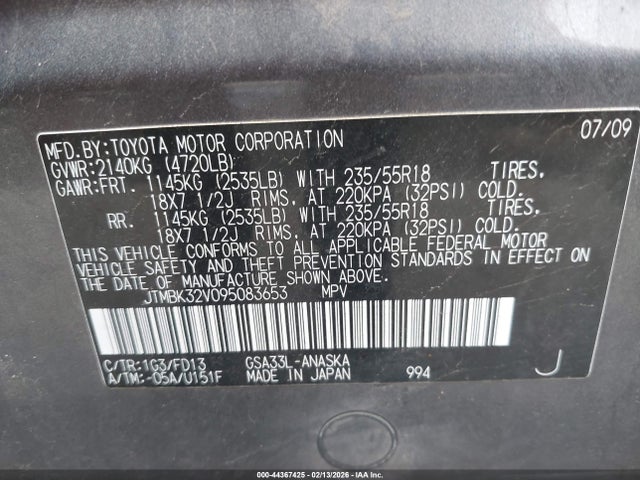 MFD.BY:TOYOTA MOTOR CORPORATION 07/09
GVWR:2140KG (4720LB)
GAWR:FRT. 1145KG (2535LB) WITH 235/55R18 TIRES,
18X7 1/2J RIMS, AT 220KPA (32PSI) COLD.
RR. 1145KG (2535LB) WITH 235/55R18 TIRES,
18X7 1/2J RIMS, AT 220KPA (32PSI) COLD.
THIS VEHICLE CONFORMS TO ALL APPLICABLE FEDERAL MOTOR
VEHICLE SAFETY AND THEFT PREVENTION STANDARDS IN EFFECT ON
THE DATE OF MANUFACTURE SHOWN ABOVE.
JTMBK32V095083653 MPV
C/TR:1G3/FD13 GSA33L-ANASKA
A/TM:-05A/U151F MADE IN JAPAN 994 J
000-44367425 - 02/13/2026 - IAAI, Inc.